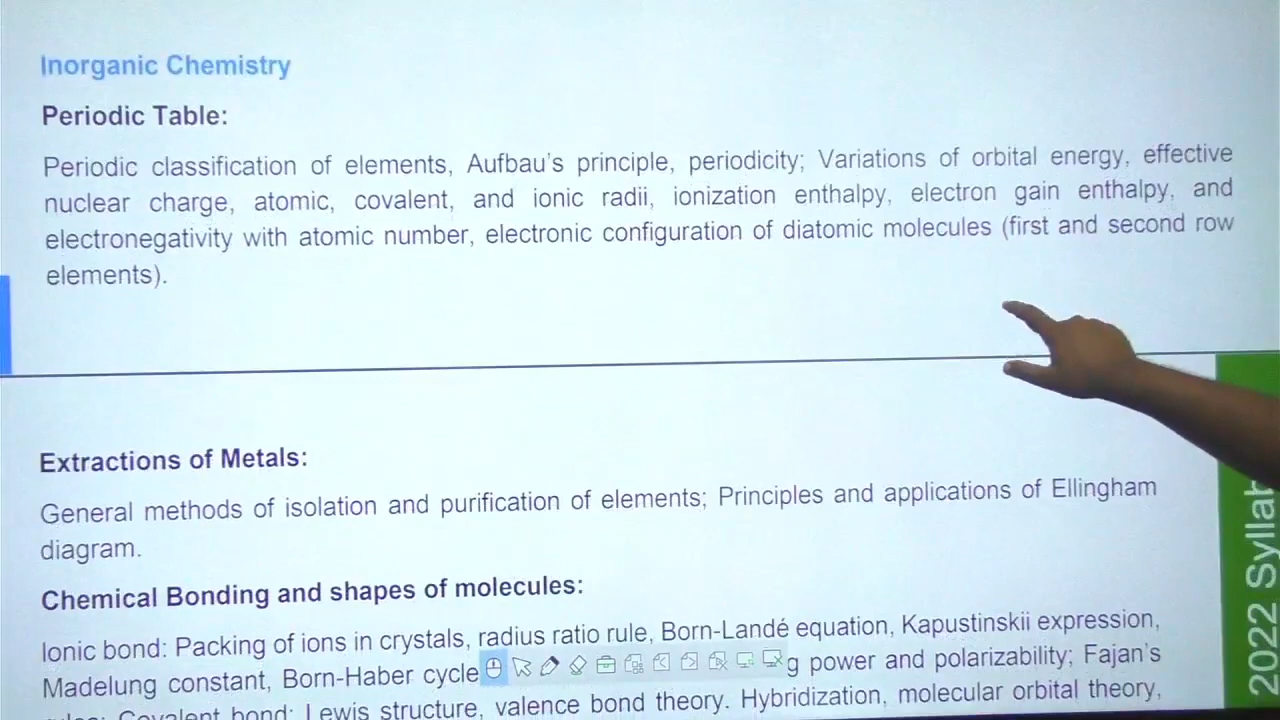 Inorganic Chemistry
Periodic Table:
Periodic classification of elements, Aufbau's principle, periodicity; Variations of orbital energy, effective
nuclear charge, atomic, covalent, and ionic radii, ionization enthalpy, electron gain enthalpy, and
electronegativity with atomic number, electronic configuration of diatomic molecules (first and second row
elements).
Extractions of Metals:
General methods of isolation and purification of elements; Principles and applications of Ellingham
diagram.
Chemical Bonding and shapes of molecules:
Ionic bond: Packing of ions in crystals, radius ratio rule, Born-Landé equation, Kapustinskii expression,
Madelung constant, Born-Haber cycle g power and polarizability; Fajan's
Covalent bond: Lewis structure, valence bond theory. Hybridization, molecular orbital theory,
2022 Syllab